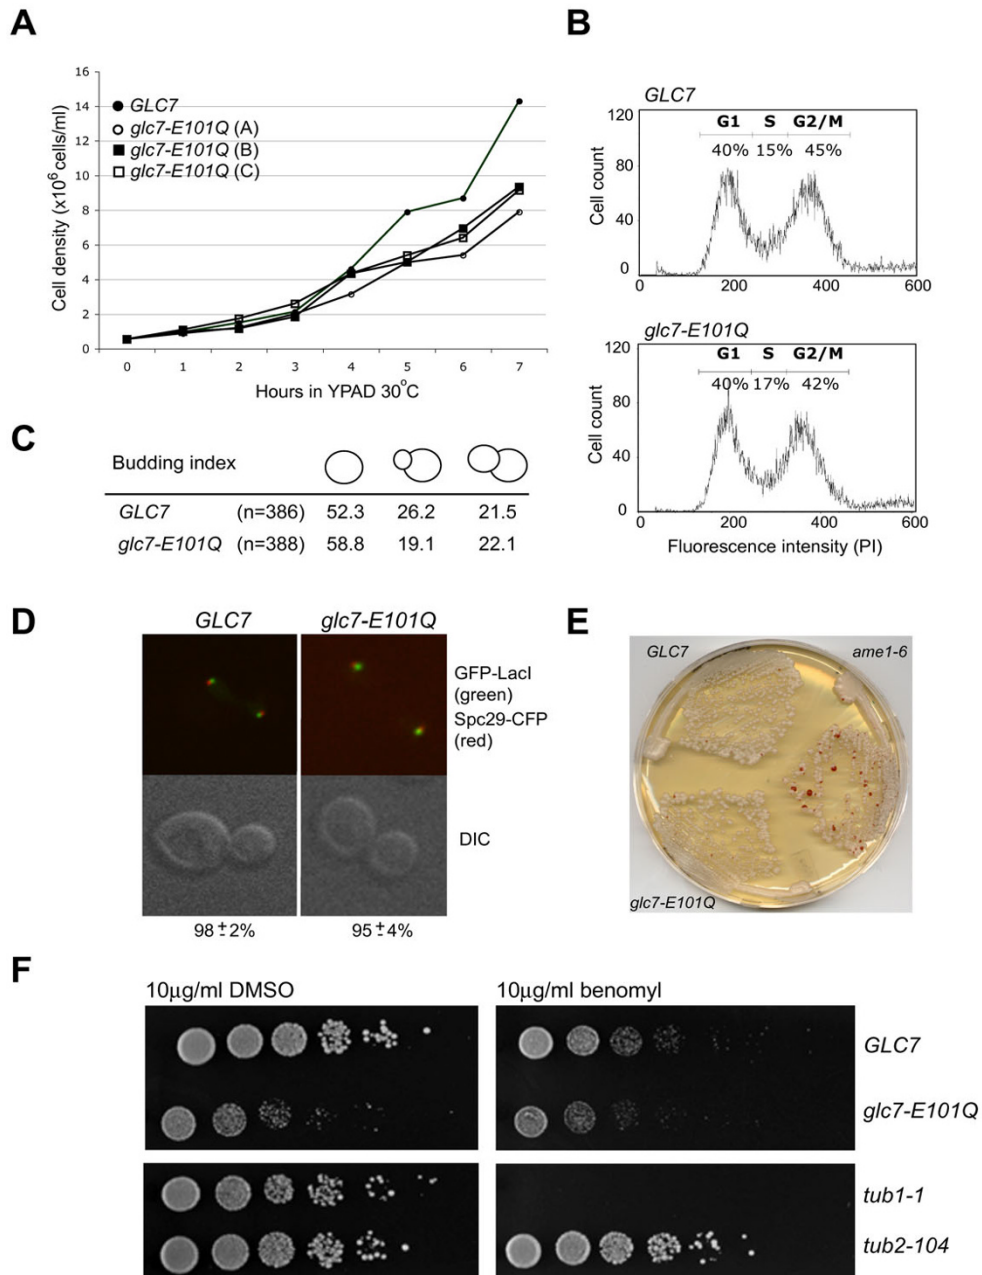 A
16
14
12
10
8
6
4
2
0
Cell density (x10⁶ cells/ml)
GLC7
glc7-E101Q (A)
glc7-E101Q (B)
glc7-E101Q (C)
0 1 2 3 4 5 6 7
Hours in YPAD 30°C
B
GLC7
120
80
40
0
Cell count
G1 S G2/M
40% 15% 45%
0 200 400 600
glc7-E101Q
120
80
40
0
Cell count
G1 S G2/M
40% 17% 42%
0 200 400 600
Fluorescence intensity (PI)
C
Budding index
GLC7 (n=386) 52.3 26.2 21.5
glc7-E101Q (n=388) 58.8 19.1 22.1
D
GLC7 glc7-E101Q
GFP-LacI
(green)
Spc29-CFP
(red)
DIC
98±2% 95±4%
E
GLC7 ame1-6
glc7-E101Q
F
10µg/ml DMSO 10µg/ml benomyl
GLC7
glc7-E101Q
tub1-1
tub2-104